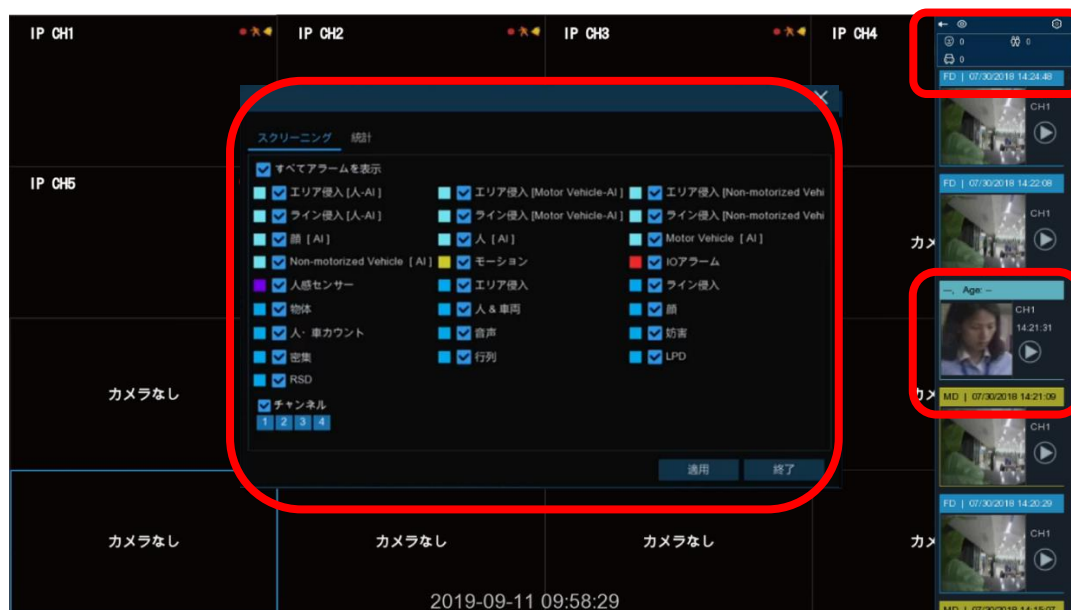 IP CH1
IP CH2
IP CH3
IP CH4
0
0
0
FD | 07/30/2018 14:24:48
CH1
スクリーニング 統計
すべてアラームを表示
エリア侵入 [人-AI ]
エリア侵入 [Motor Vehicle-AI ]
エリア侵入 [Non-motorized Vehi
ライン侵入 [人-AI ]
ライン侵入 [Motor Vehicle-AI ]
ライン侵入 [Non-motorized Vehi
顔 [ AI ]
人 [ AI ]
Motor Vehicle [ AI ]
Non-motorized Vehicle [ AI ]
モーション
IOアラーム
人感センサー
エリア侵入
ライン侵入
物体
人 & 車両
顔
人・車カウント
音声
妨害
密集
行列
LPD
RSD
チャンネル
1 2 3 4
適用
終了
IP CH5
FD | 07/30/2018 14:22:08
CH1
カメ
---, Age: --
CH1
14:21:31
カメラなし
カメ
MD | 07/30/2018 14:21:09
CH1
FD | 07/30/2018 14:20:29
CH1
カメラなし
カメラなし
カメラなし
カメ
2019-09-11 09:58:29
MD | 07/30/2018 14:15:07